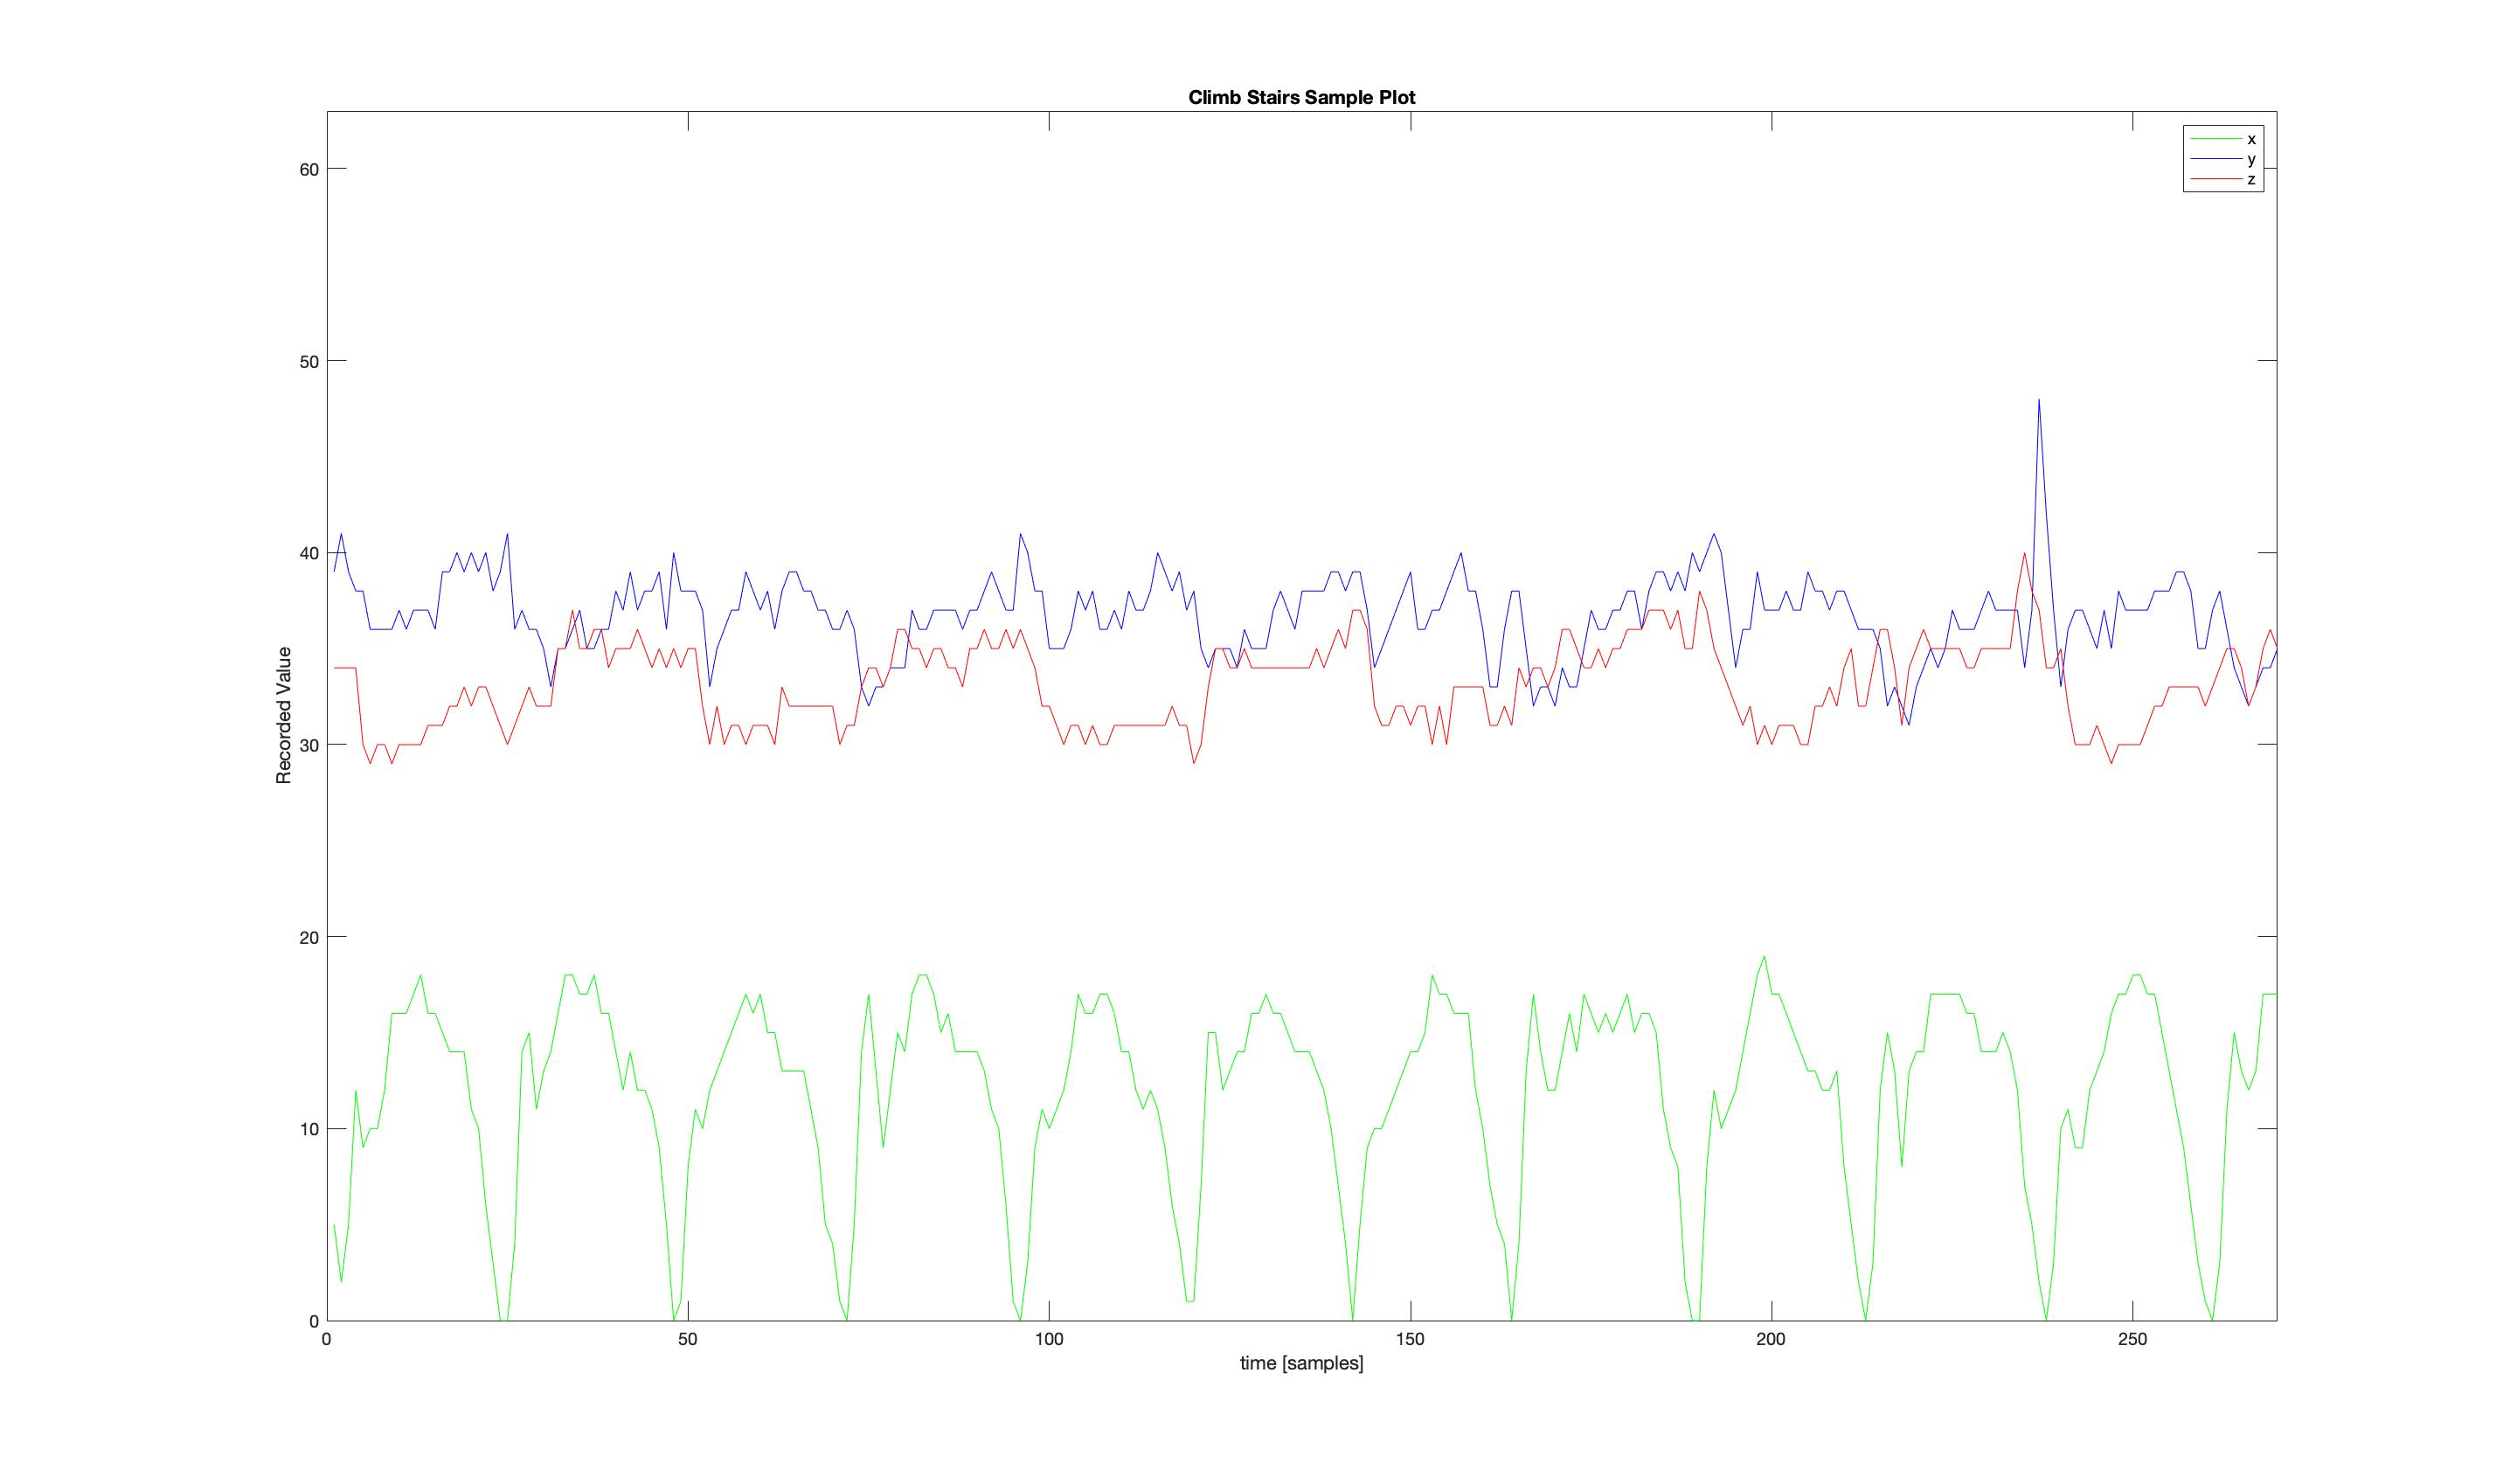 Climb Stairs Sample Plot
x
y
z
60
50
40
30
20
10
0
Recorded Value
0 50 100 150 200 250
time [samples]